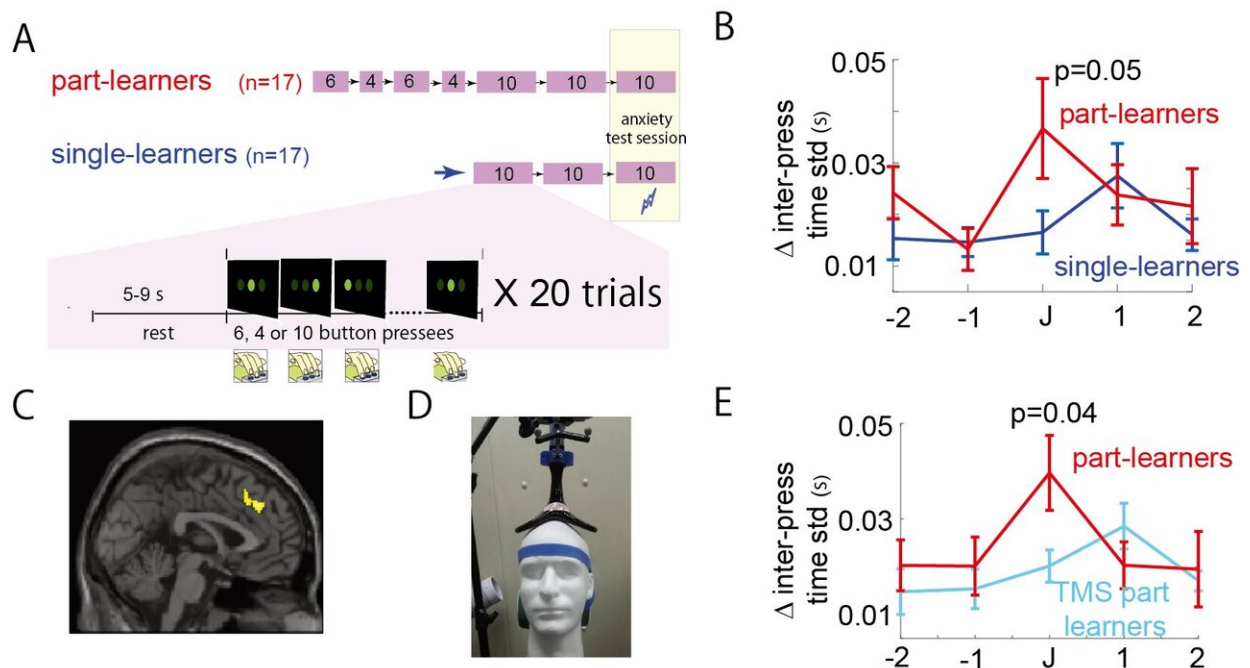 A
part-learners (n=17)
6 4 6 4 10 10 10
anxiety
test session
single-learners (n=17)
10 10 10
5-9 s
X 20 trials
rest
6, 4 or 10 button pressees
B
0.05
0.03
0.01
Δ inter-press
time std (s)
p=0.05
part-learners
single-learners
-2 -1 J 1 2
C
D
E
0.05
0.03
0.01
Δ inter-press
time std (s)
p=0.04
part-learners
TMS part
learners
-2 -1 J 1 2